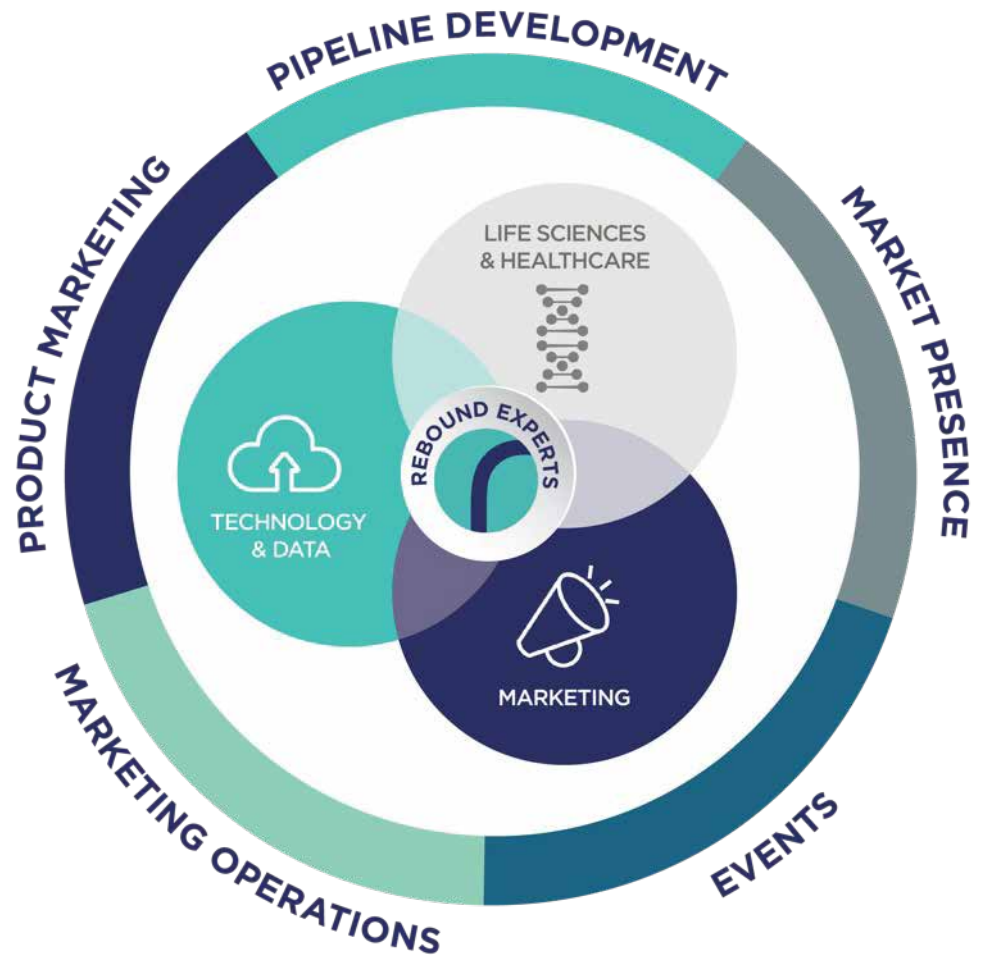 PIPELINE DEVELOPMENT
PRODUCT MARKETING
MARKET PRESENCE
LIFE SCIENCES
& HEALTHCARE
REBOUND EXPERTS
TECHNOLOGY
& DATA
MARKETING
MARKETING OPERATIONS
EVENTS